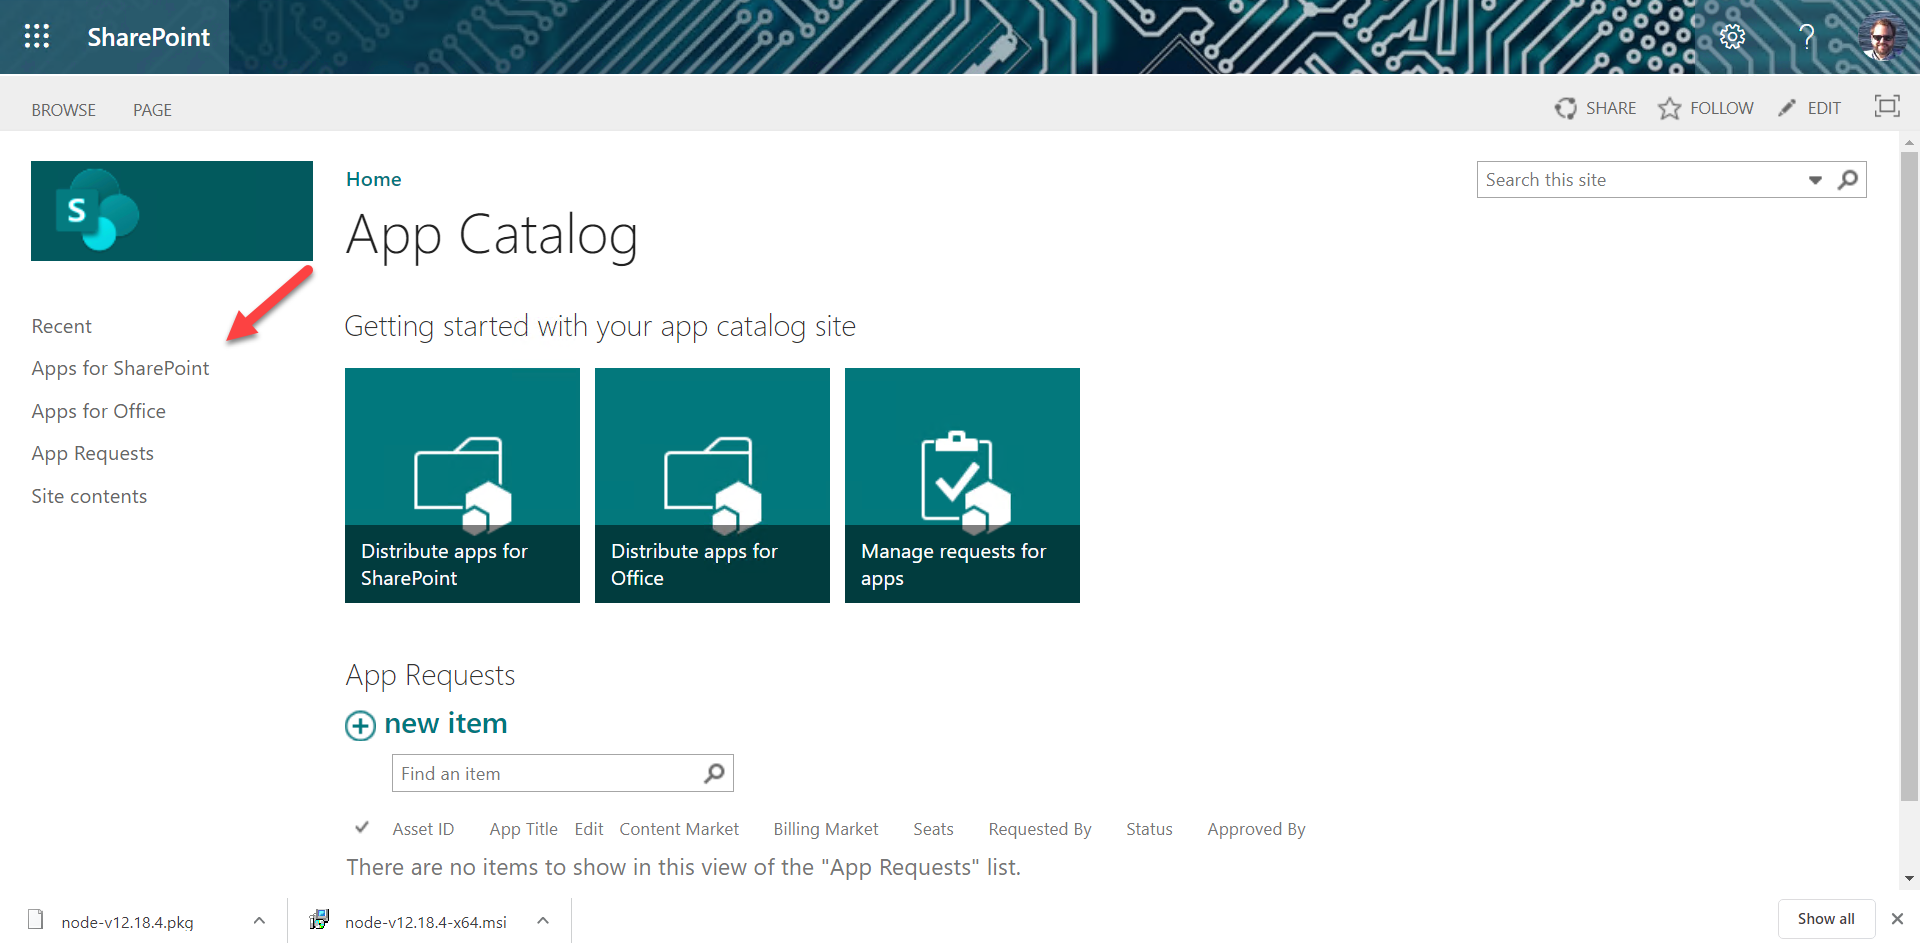 SharePoint
BROWSE PAGE SHARE FOLLOW EDIT
S
Home
Search this site
App Catalog
Recent
Apps for SharePoint
Apps for Office
App Requests
Site contents
Getting started with your app catalog site
Distribute apps for
SharePoint
Distribute apps for
Office
Manage requests for
apps
App Requests
new item
Find an item
Asset ID App Title Edit Content Market Billing Market Seats Requested By Status Approved By
There are no items to show in this view of the "App Requests" list.
node-v12.18.4.pkg node-v12.18.4-x64.msi Show all